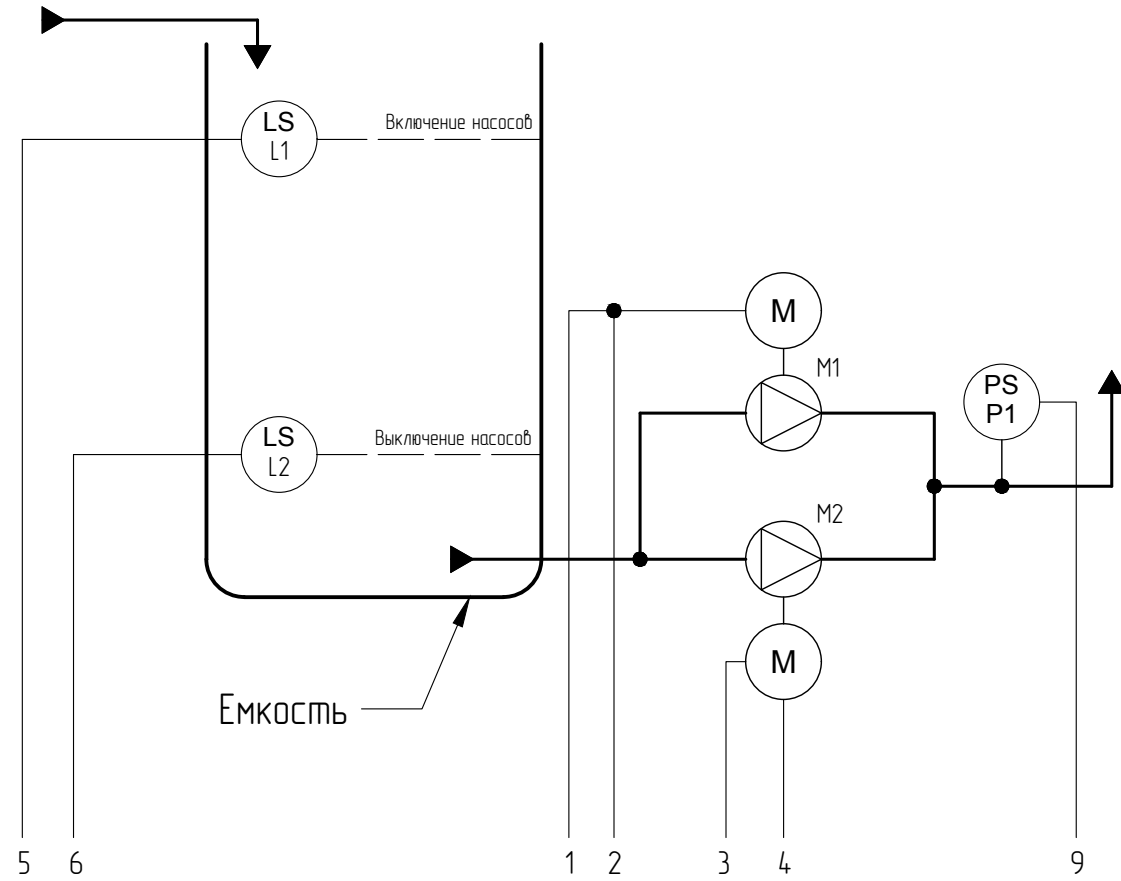 LS
L1
Включение насосов
M
M1
PS
P1
LS
L2
Выключение насосов
M2
M
Емкость
5 6 1 2 3 4 9